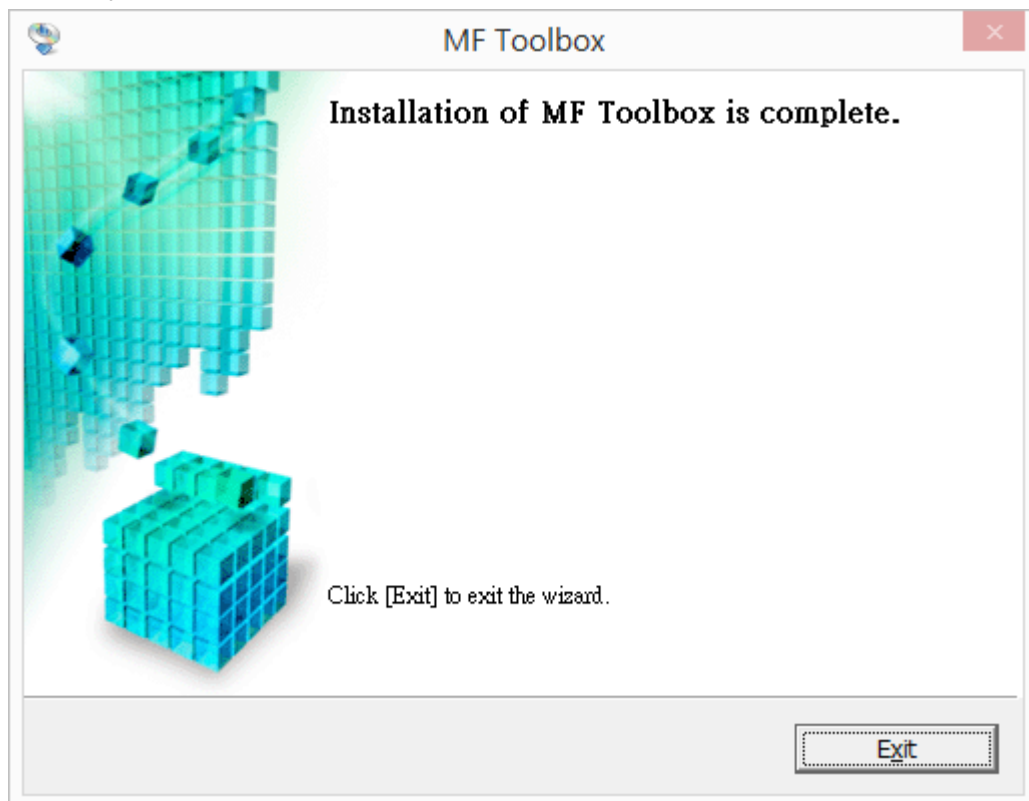 MF Toolbox
Installation of MF Toolbox is complete.
Click [Exit] to exit the wizard.
Exit